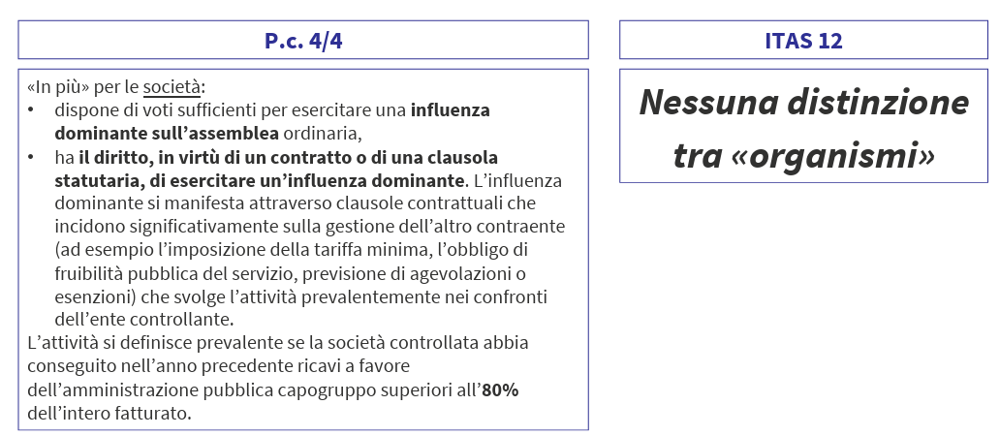 P.c. 4/4
«In più» per le società:
• dispone di voti sufficienti per esercitare una influenza
dominante sull’assemblea ordinaria,
• ha il diritto, in virtù di un contratto o di una clausola
statutaria, di esercitare un’influenza dominante. L’influenza
dominante si manifesta attraverso clausole contrattuali che
incidono significativamente sulla gestione dell’altro contraente
(ad esempio l’imposizione della tariffa minima, l’obbligo di
fruibilità pubblica del servizio, previsione di agevolazioni o
esenzioni) che svolge l’attività prevalentemente nei confronti
dell’ente controllante.
L’attività si definisce prevalente se la società controllata abbia
conseguito nell’anno precedente ricavi a favore
dell’amministrazione pubblica capogruppo superiori all’80%
dell’intero fatturato.
ITAS 12
Nessuna distinzione
tra «organismi»